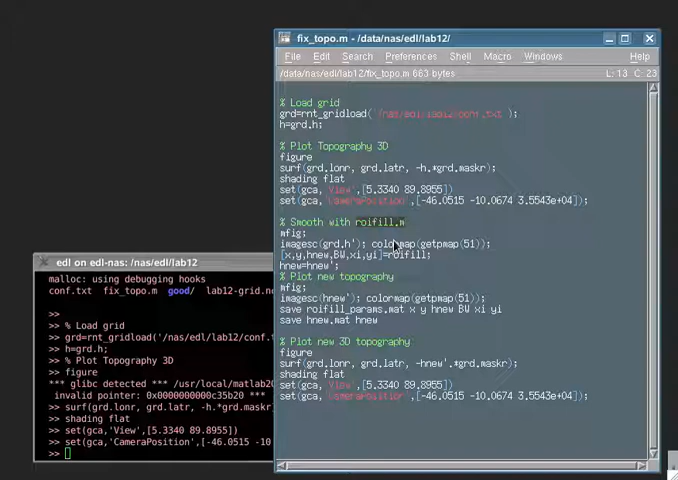 fix_topo.m - /data/nas/edl/lab12/
File Edit Search Preferences Shell Macro Windows Help
/data/nas/edl/lab12/fix_topo.m 663 bytes L: 13 C: 23
% Load grid
grd=rnt_gridload('/nas/edl/lab12/conf.txt');
h=grd.h;
% Plot Topography 3D
figure
surf(grd.lonr, grd.latr, -h.*grd.maskr);
shading flat
set(gca,'View',[5.3340 89.8955])
set(gca,'CameraPosition',[-46.0515 -10.0674 3.5543e+04]);
% Smooth with roifill.m
mfig;
imagesc(grd.h'); colormap(getpmap(51));
[x,y,hnew,BW,xi,yi]=roifill;
hnew=hnew';
% Plot new topography
mfig;
imagesc(hnew'); colormap(getpmap(51));
save roifill_params.mat x y hnew BW xi yi
save hnew.mat hnew
% Plot new 3D topography
figure
surf(grd.lonr, grd.latr, -hnew'.*grd.maskr);
shading flat
set(gca,'View',[5.3340 89.8955])
set(gca,'CameraPosition',[-46.0515 -10.0674 3.5543e+04]);
edl on edl-nas: /nas/edl/lab12
malloc: using debugging hooks
conf.txt fix_topo.m good/ lab12-grid.nc
>>
>> % Load grid
>> grd=rnt_gridload('/nas/edl/lab12/conf.t
>> h=grd.h;
>> % Plot Topography 3D
>> figure
*** glibc detected *** /usr/local/matlab20
invalid pointer: 0x0000000000c35b20 ***
>> surf(grd.lonr, grd.latr, -h.*grd.maskr)
>> shading flat
>> set(gca,'View',[5.3340 89.8955])
>> set(gca,'CameraPosition',[-46.0515 -10
>>